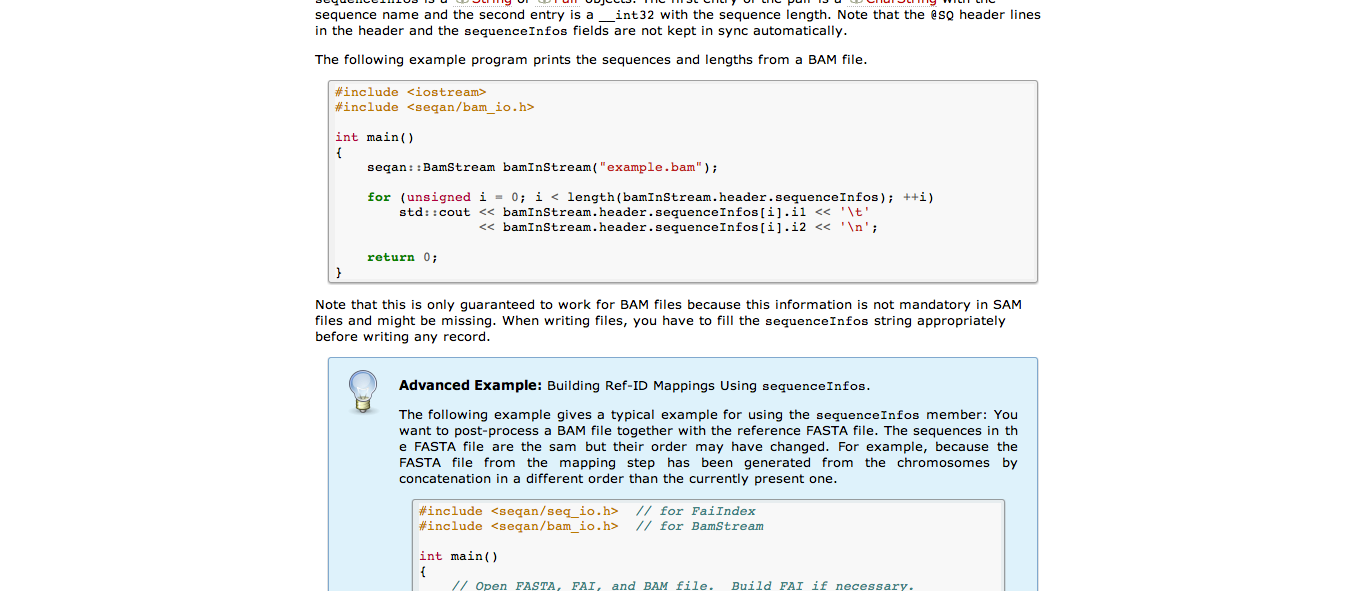 sequence name and the second entry is a __int32 with the sequence length. Note that the @SQ header lines
in the header and the sequenceInfos fields are not kept in sync automatically.
The following example program prints the sequences and lengths from a BAM file.
#include <iostream>
#include <seqan/bam_io.h>
int main()
{
    seqan::BamStream bamInStream("example.bam");
    for (unsigned i = 0; i < length(bamInStream.header.sequenceInfos); ++i)
        std::cout << bamInStream.header.sequenceInfos[i].i1 << '\t'
                  << bamInStream.header.sequenceInfos[i].i2 << '\n';
    return 0;
}
Note that this is only guaranteed to work for BAM files because this information is not mandatory in SAM
files and might be missing. When writing files, you have to fill the sequenceInfos string appropriately
before writing any record.
Advanced Example: Building Ref-ID Mappings Using sequenceInfos.
The following example gives a typical example for using the sequenceInfos member: You
want to post-process a BAM file together with the reference FASTA file. The sequences in th
e FASTA file are the sam but their order may have changed. For example, because the
FASTA file from the mapping step has been generated from the chromosomes by
concatenation in a different order than the currently present one.
#include <seqan/seq_io.h>  // for FaiIndex
#include <seqan/bam_io.h>  // for BamStream
int main()
{
    // Open FASTA, FAI, and BAM file.  Build FAI if necessary.